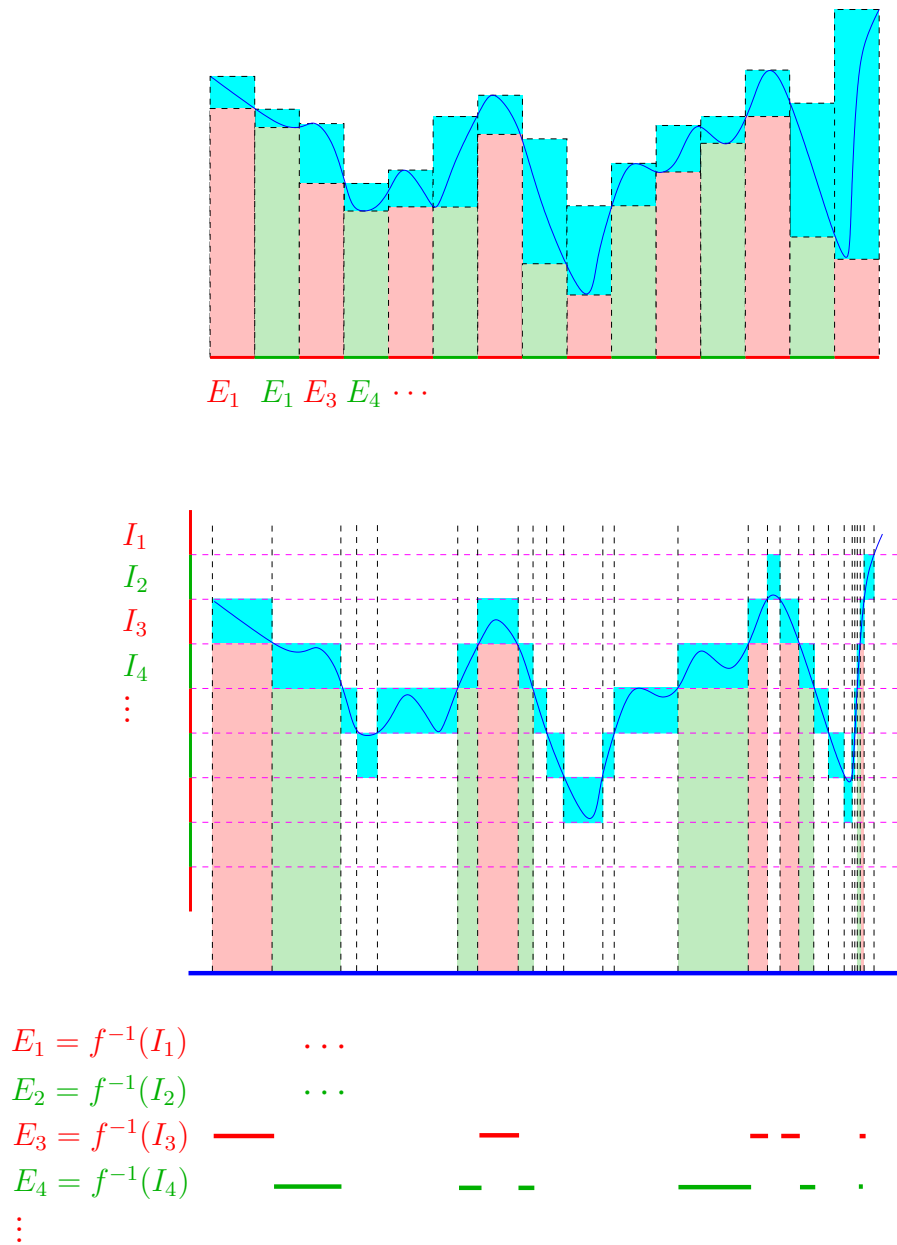 E₁ E₁ E₃ E₄ ⋯
I₁
I₂
I₃
I₄
⋮
E₁ = f⁻¹(I₁) ⋯
E₂ = f⁻¹(I₂) ⋯
E₃ = f⁻¹(I₃)
E₄ = f⁻¹(I₄)
⋮